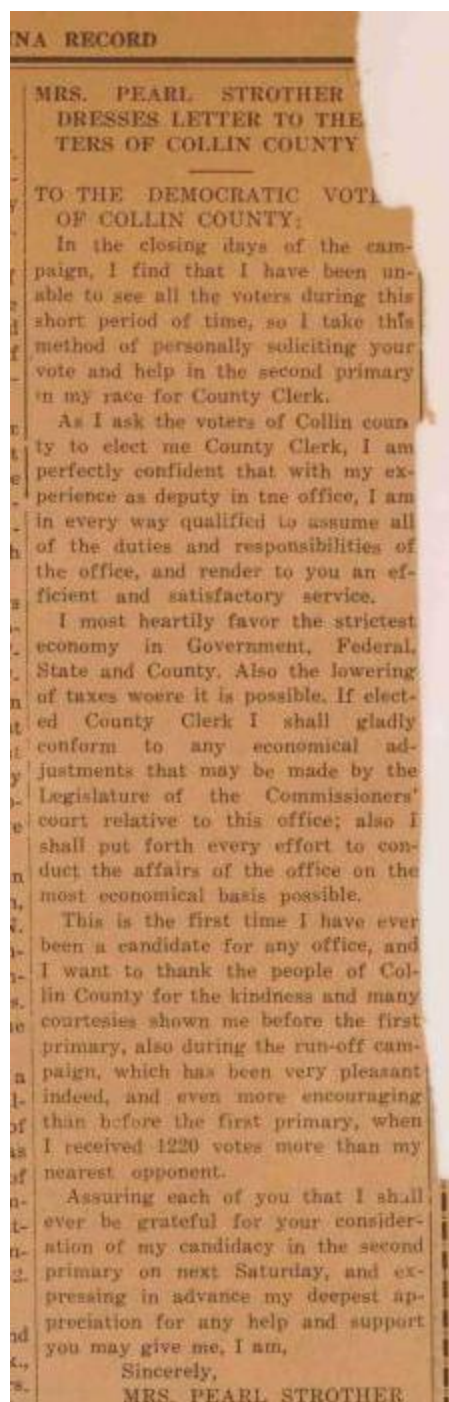 NA RECORD
MRS. PEARL STROTHER
DRESSES LETTER TO THE
TERS OF COLLIN COUNTY
TO THE DEMOCRATIC VOTE
OF COLLIN COUNTY:
In the closing days of the cam-
paign, I find that I have been un-
able to see all the voters during this
short period of time, so I take this
method of personally soliciting your
vote and help in the second primary
in my race for County Clerk.
As I ask the voters of Collin coun
ty to elect me County Clerk, I am
perfectly confident that with my ex-
perience as deputy in tne office, I am
in every way qualified to assume all
of the duties and responsibilities of
the office, and render to you an ef-
ficient and satisfactory service.
I most heartily favor the strictest
economy in Government, Federal,
State and County. Also the lowering
of taxes woere it is possible. If elect-
ed County Clerk I shall gladly
conform to any economical ad-
justments that may be made by the
Legislature of the Commissioners'
court relative to this office; also I
shall put forth every effort to con-
duct the affairs of the office on the
most economical basis possible.
This is the first time I have ever
been a candidate for any office, and
I want to thank the people of Col-
lin County for the kindness and many
courtesies shown me before the first
primary, also during the run-off cam-
paign, which has been very pleasant
indeed, and even more encouraging
than before the first primary, when
I received 1220 votes more than my
nearest opponent.
Assuring each of you that I shall
ever be grateful for your consider-
ation of my candidacy in the second
primary on next Saturday, and ex-
pressing in advance my deepest ap-
preciation for any help and support
you may give me, I am,
Sincerely,
MRS. PEARL STROTHER